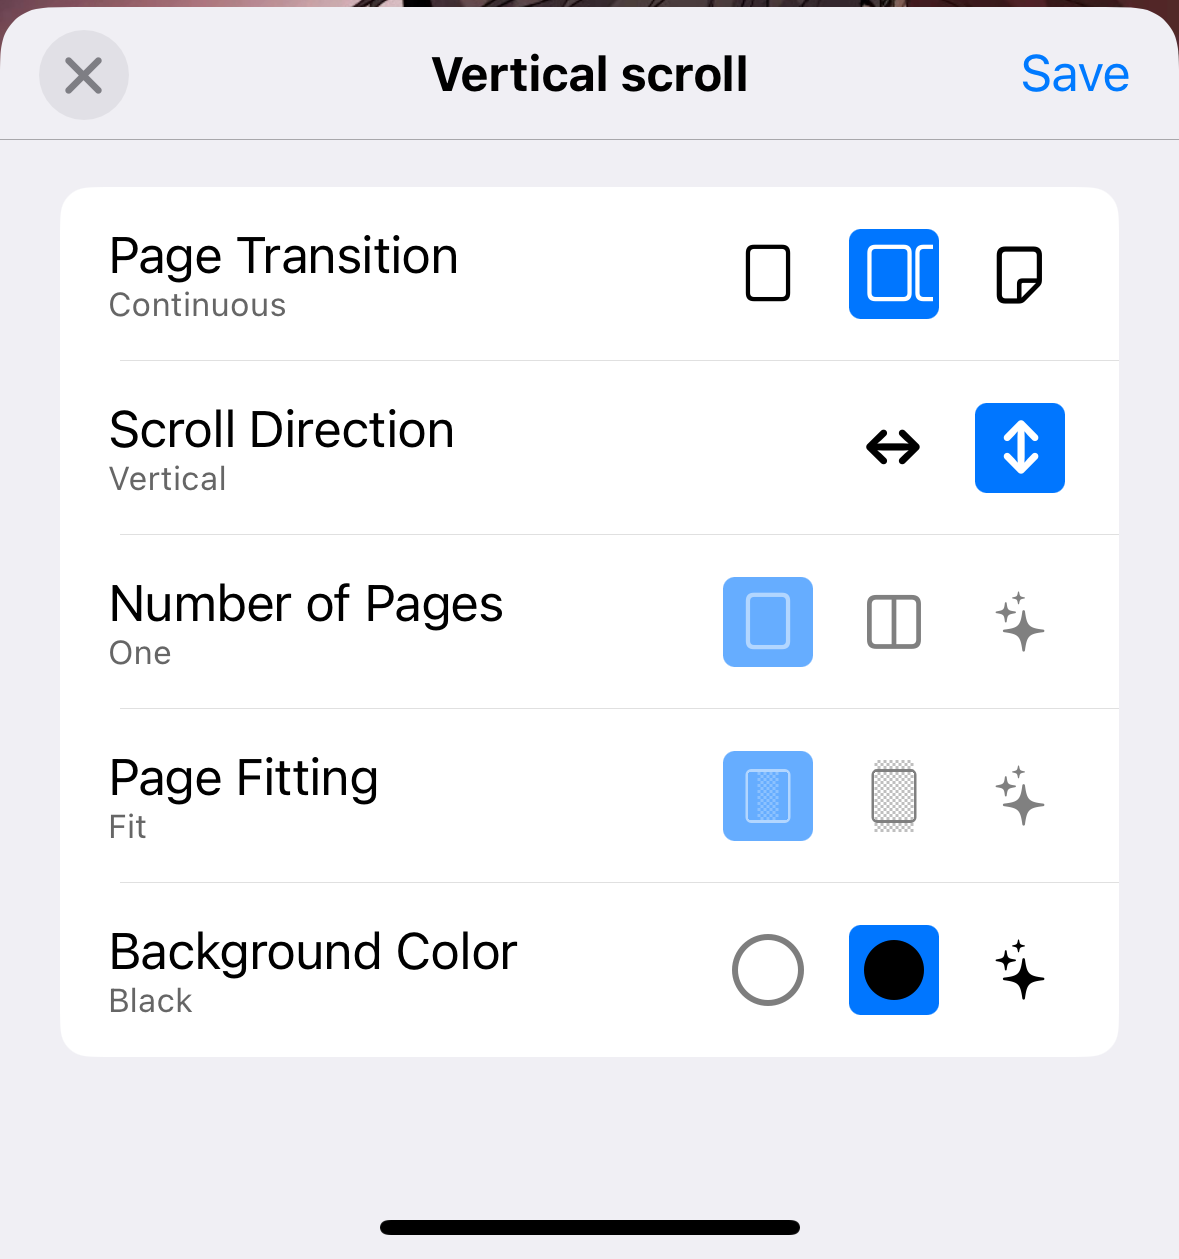 Vertical scroll
Save
Page Transition
Continuous
Scroll Direction
Vertical
Number of Pages
One
Page Fitting
Fit
Background Color
Black